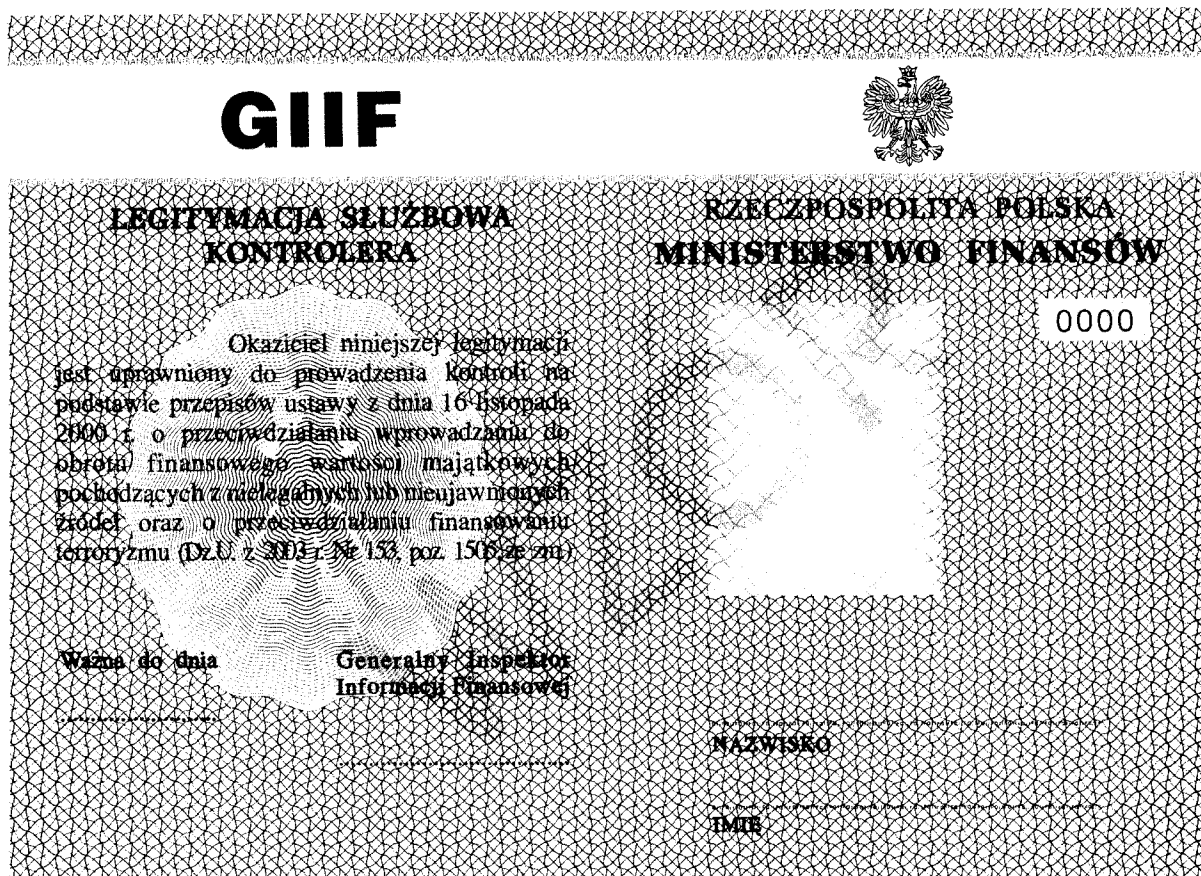 GIIF
LEGITYMACJA SŁUŻBOWA
KONTROLERA
Okaziciel niniejszej legitymacji
jest uprawniony do prowadzenia kontroli na
podstawie przepisów ustawy z dnia 16 listopada
2000 r. o przeciwdziałaniu wprowadzaniu do
obrotu finansowego wartości majątkowych
pochodzących z nielegalnych lub nieujawnionych
źródeł oraz o przeciwdziałaniu finansowaniu
terroryzmu (Dz.U. z 2003 r. Nr 153, poz. 1505 ze zm.)
Ważna do dnia
Generalny Inspektor
Informacji Finansowej
RZECZPOSPOLITA POLSKA
MINISTERSTWO FINANSÓW
0000
NAZWISKO
IMIĘ